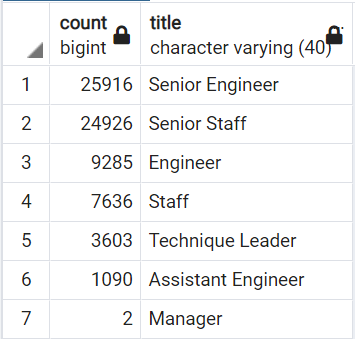 count title
bigint character varying (40)
1 25916 Senior Engineer
2 24926 Senior Staff
3 9285 Engineer
4 7636 Staff
5 3603 Technique Leader
6 1090 Assistant Engineer
7 2 Manager